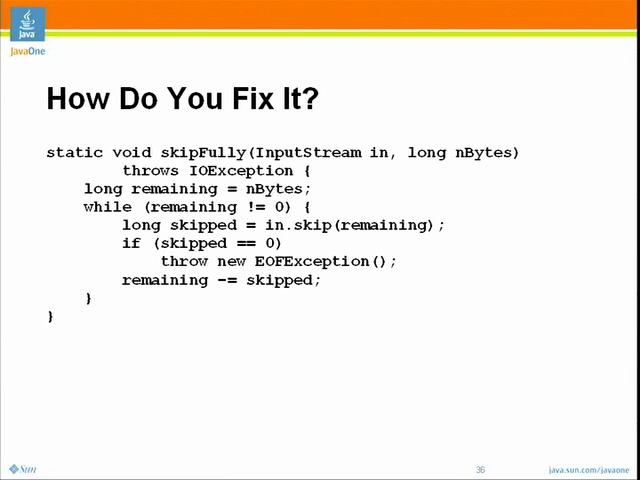 Java
JavaOne
How Do You Fix It?
static void skipFully(InputStream in, long nBytes)
throws IOException {
long remaining = nBytes;
while (remaining != 0) {
long skipped = in.skip(remaining);
if (skipped == 0)
throw new EOFException();
remaining -= skipped;
}
}
Sun
36
java.sun.com/javaone